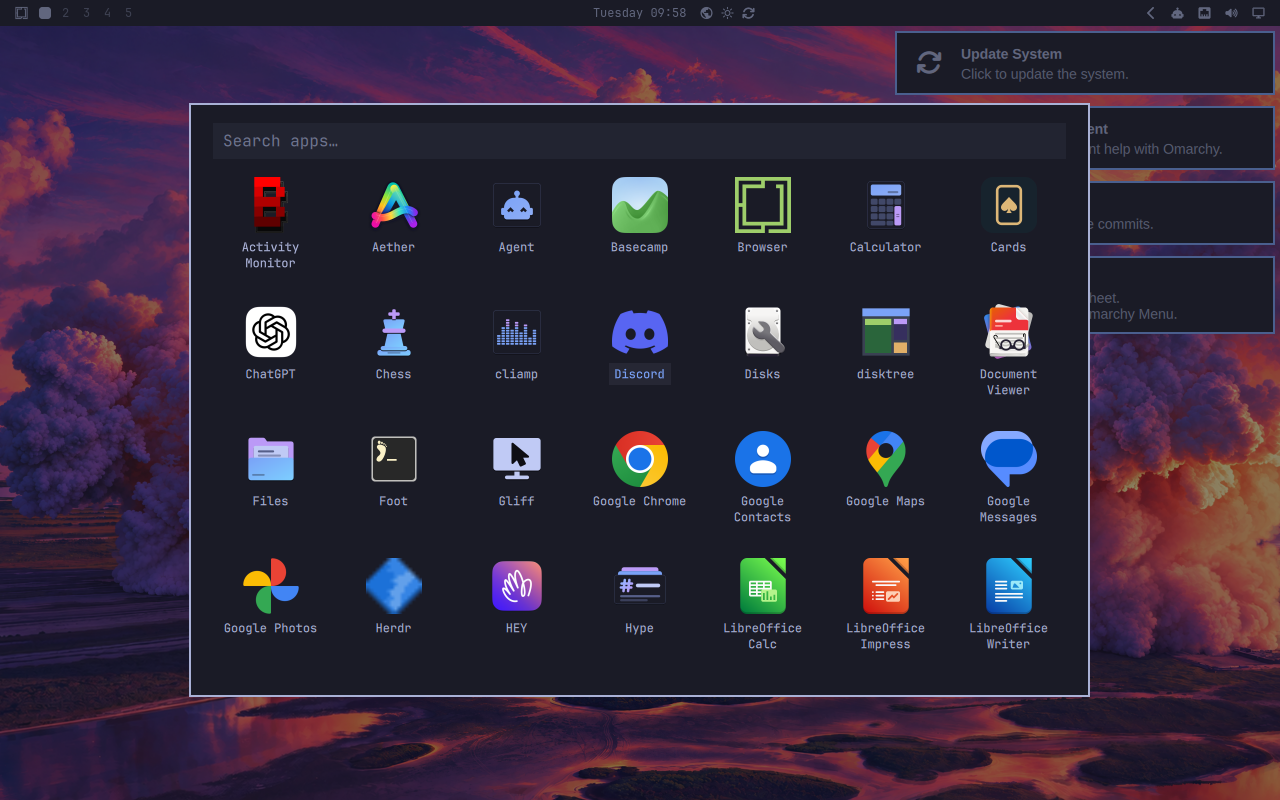 2 3 4 5
Tuesday 09:58
Update System
Click to update the system.
ent
nt help with Omarchy.
e commits.
heet.
marchy Menu.
Search apps…
Activity
Monitor
Aether
Agent
Basecamp
Browser
Calculator
Cards
ChatGPT
Chess
cliamp
Discord
Disks
disktree
Document
Viewer
Files
Foot
Gliff
Google Chrome
Google
Contacts
Google Maps
Google
Messages
Google Photos
Herdr
HEY
Hype
LibreOffice
Calc
LibreOffice
Impress
LibreOffice
Writer